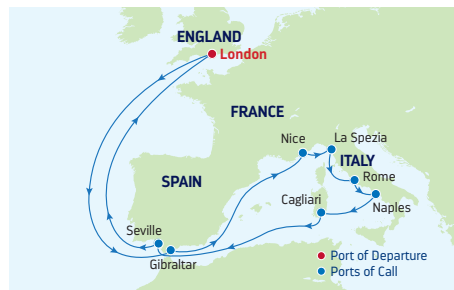 ENGLAND
London
FRANCE
Nice
La Spezia
ITALY
Rome
SPAIN
Cagliari
Naples
Seville
Gibraltar
Port of Departure
Ports of Call